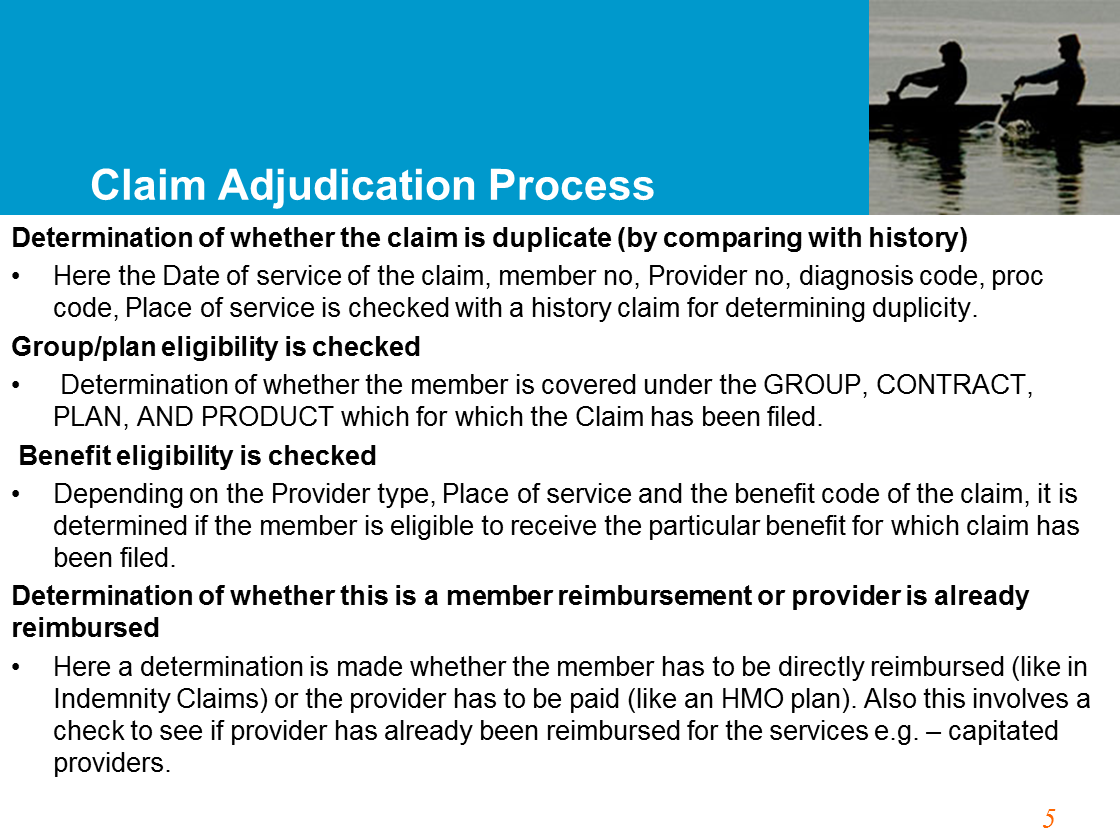 Claim Adjudication Process
Determination of whether the claim is duplicate (by comparing with history)
• Here the Date of service of the claim, member no, Provider no, diagnosis code, proc
code, Place of service is checked with a history claim for determining duplicity.
Group/plan eligibility is checked
• Determination of whether the member is covered under the GROUP, CONTRACT,
PLAN, AND PRODUCT which for which the Claim has been filed.
Benefit eligibility is checked
• Depending on the Provider type, Place of service and the benefit code of the claim, it is
determined if the member is eligible to receive the particular benefit for which claim has
been filed.
Determination of whether this is a member reimbursement or provider is already
reimbursed
• Here a determination is made whether the member has to be directly reimbursed (like in
Indemnity Claims) or the provider has to be paid (like an HMO plan). Also this involves a
check to see if provider has already been reimbursed for the services e.g. – capitated
providers.
5